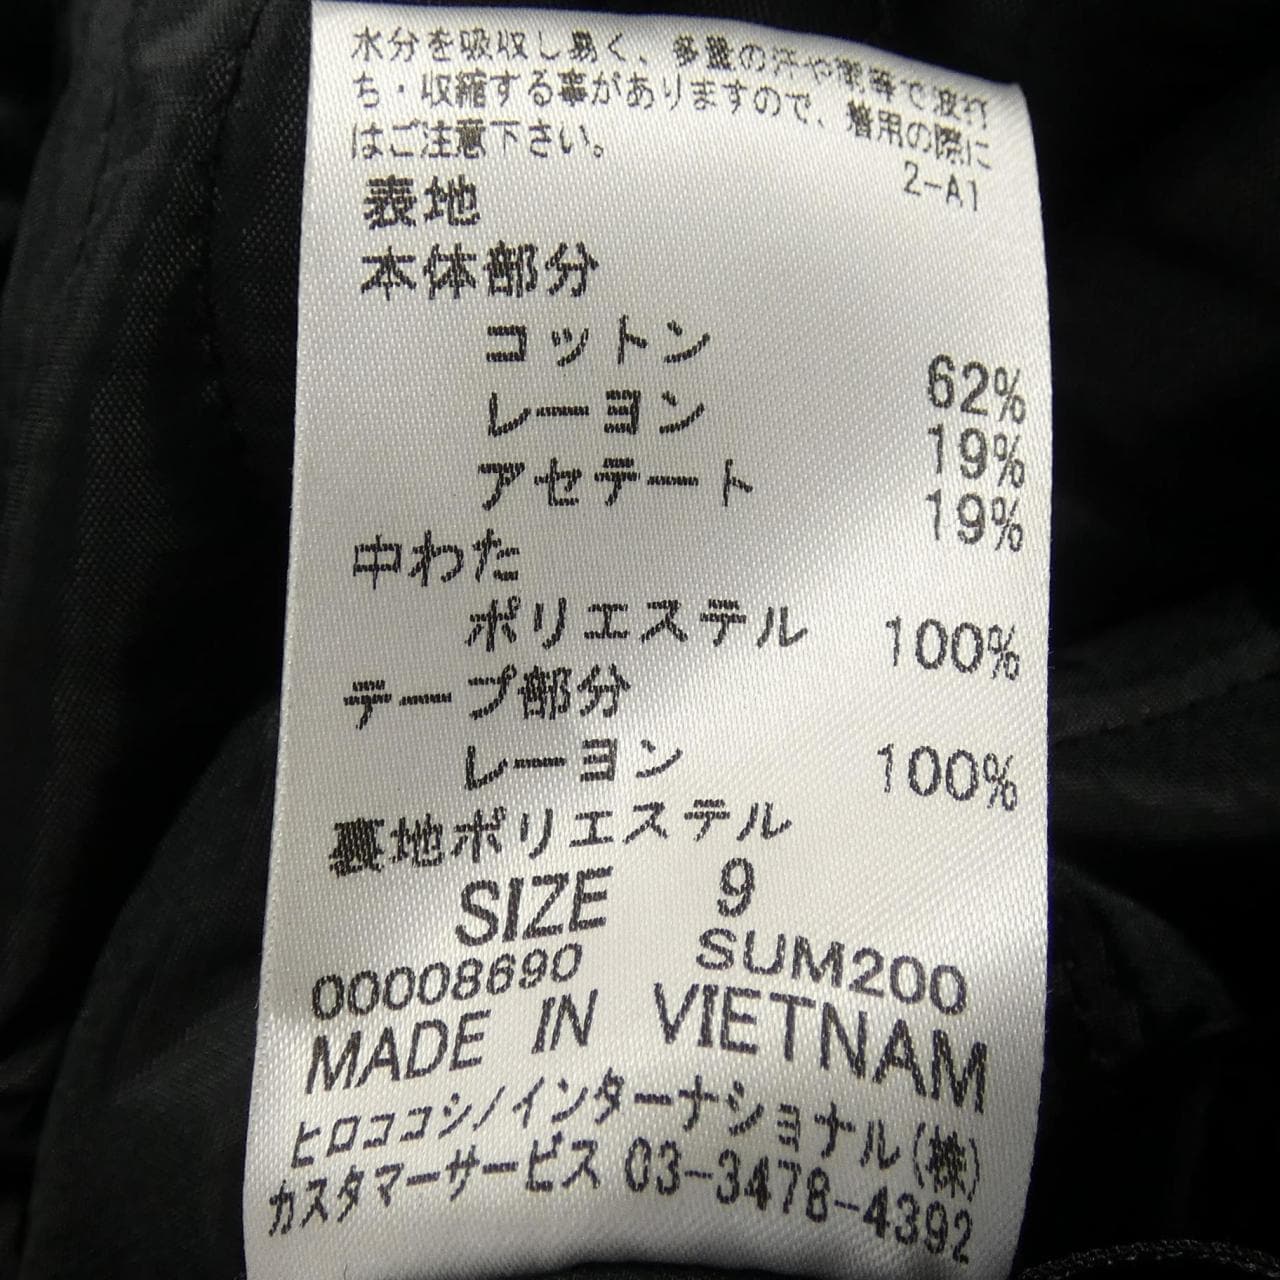 水分を吸収し易く、多量の汗や雨等で波打
ち・収縮する事がありますので、着用の際に
はご注意下さい。
2-A1
表地
本体部分
コットン 62%
レーヨン 19%
アセテート 19%
中わた
ポリエステル 100%
テープ部分
レーヨン 100%
裏地ポリエステル
SIZE 9
00008690 SUM200
MADE IN VIETNAM
ヒロココシノインターナショナル(株)
カスタマーサービス 03-3478-4392